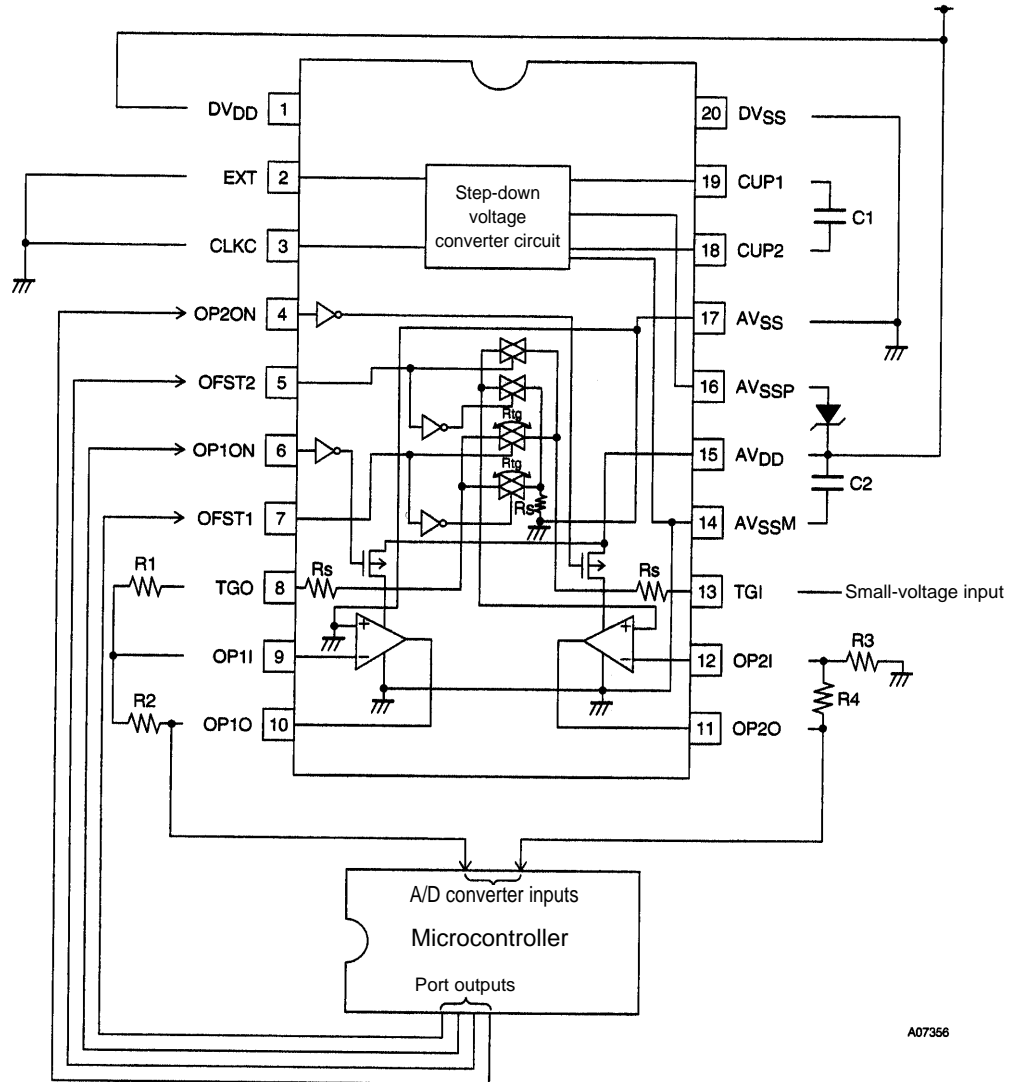 DVDD 1
20 DVSS
EXT 2
19 CUP1
Step-down
voltage
converter circuit
C1
CLKC 3
18 CUP2
OP2ON 4
17 AVSS
OFST2 5
16 AVSSP
Rtg
OP1ON 6
15 AVDD
Rtg
C2
Rs
OFST1 7
14 AVSSM
R1
TGO 8
Rs
Rs
13 TGI
Small-voltage input
+
+
R3
OP1I 9
−
−
12 OP2I
R2
R4
OP1O 10
11 OP2O
A/D converter inputs
Microcontroller
Port outputs
A07356